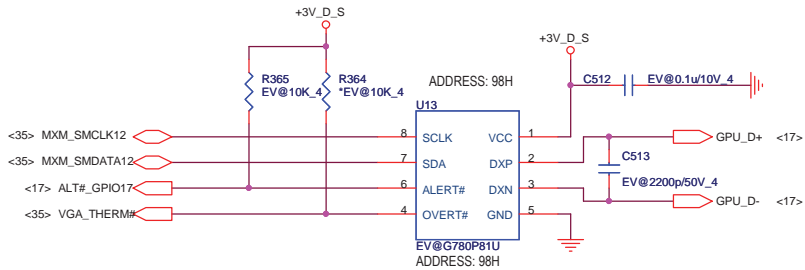 +3V_D_S
+3V_D_S
R365
EV@10K_4
R364
*EV@10K_4
ADDRESS: 98H
C512
EV@0.1u/10V_4
U13
<35> MXM_SMCLK12
8
SCLK
VCC
1
<35> MXM_SMDATA12
7
SDA
DXP
2
GPU_D+
<17>
C513
EV@2200p/50V_4
<17> ALT#_GPIO17
6
ALERT#
DXN
3
GPU_D-
<17>
<35> VGA_THERM#
4
OVERT#
GND
5
EV@G780P81U
ADDRESS: 98H